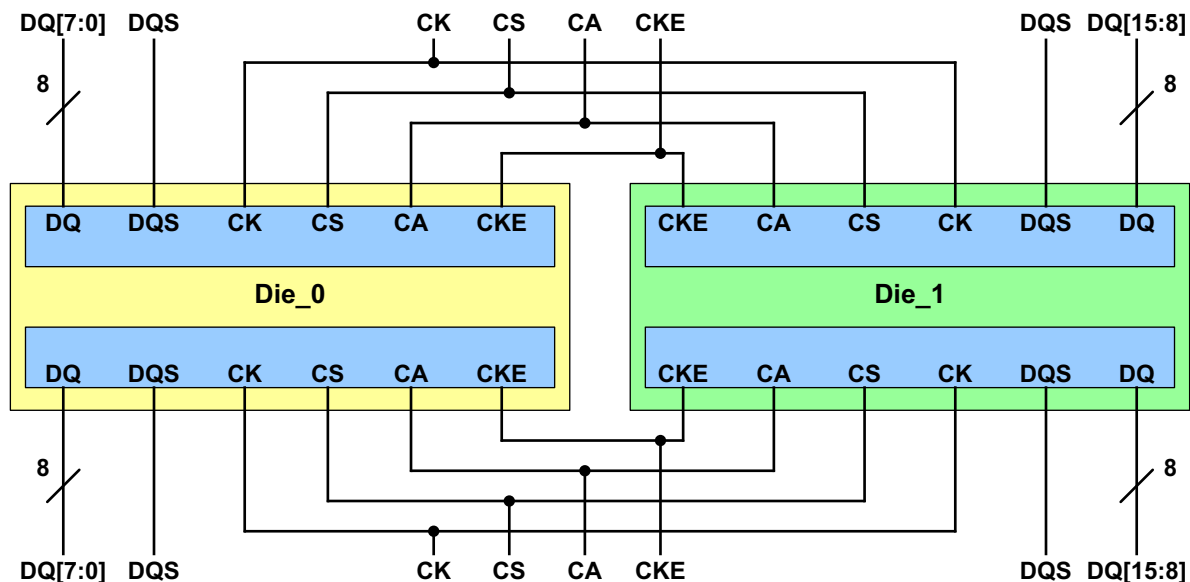 DQ[7:0] DQS CK CS CA CKE DQS DQ[15:8]
8 8
DQ DQS CK CS CA CKE CKE CA CS CK DQS DQ
Die_0 Die_1
DQ DQS CK CS CA CKE CKE CA CS CK DQS DQ
8 8
DQ[7:0] DQS CK CS CA CKE DQS DQ[15:8]